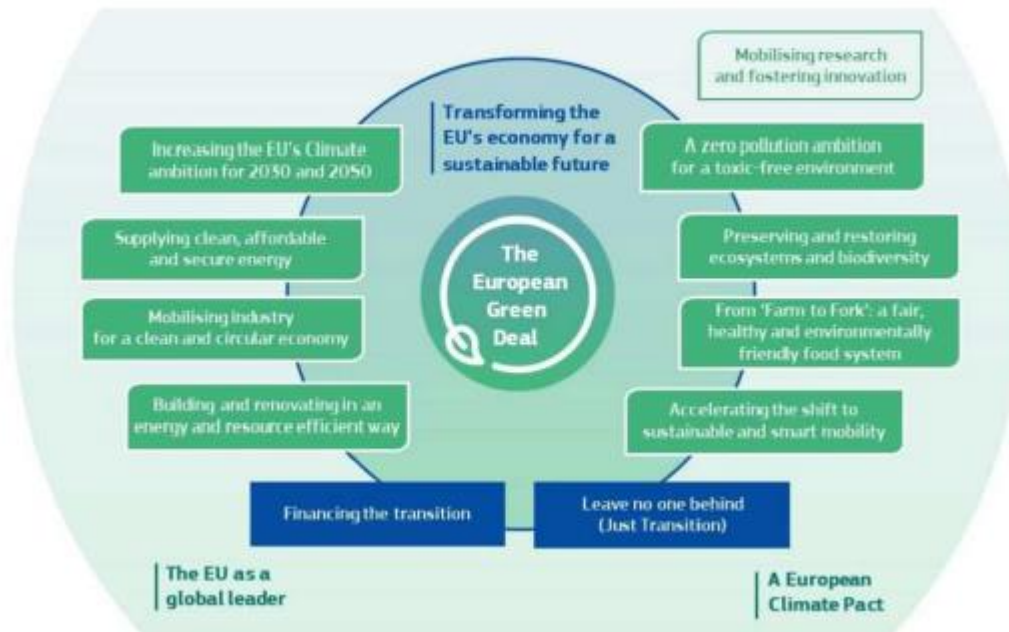 Mobilising research
and fostering innovation
Transforming the
EU's economy for a
sustainable future
Increasing the EU's Climate
ambition for 2030 and 2050
A zero pollution ambition
for a toxic-free environment
Supplying clean, affordable
and secure energy
Preserving and restoring
ecosystems and biodiversity
The
European
Green
Deal
Mobilising industry
for a clean and circular economy
From 'Farm to Fork': a fair,
healthy and environmentally
friendly food system
Building and renovating in an
energy and resource efficient way
Accelerating the shift to
sustainable and smart mobility
Financing the transition
Leave no one behind
(Just Transition)
The EU as a
global leader
A European
Climate Pact